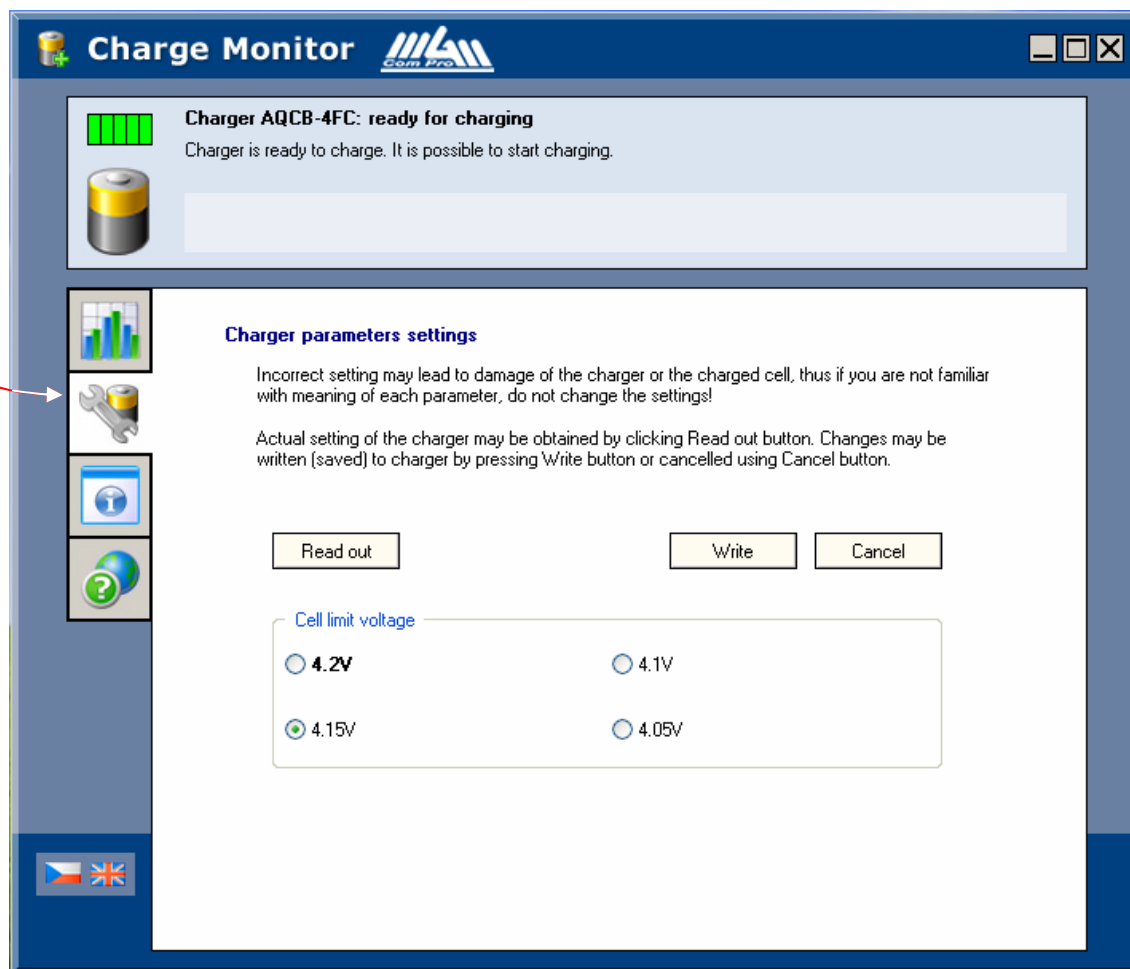 Charge Monitor MGM Com Pro
Charger AQCB-4FC: ready for charging
Charger is ready to charge. It is possible to start charging.
Charger parameters settings
Incorrect setting may lead to damage of the charger or the charged cell, thus if you are not familiar
with meaning of each parameter, do not change the settings!
Actual setting of the charger may be obtained by clicking Read out button. Changes may be
written (saved) to charger by pressing Write button or cancelled using Cancel button.
Read out Write Cancel
Cell limit voltage
4.2V 4.1V
4.15V 4.05V